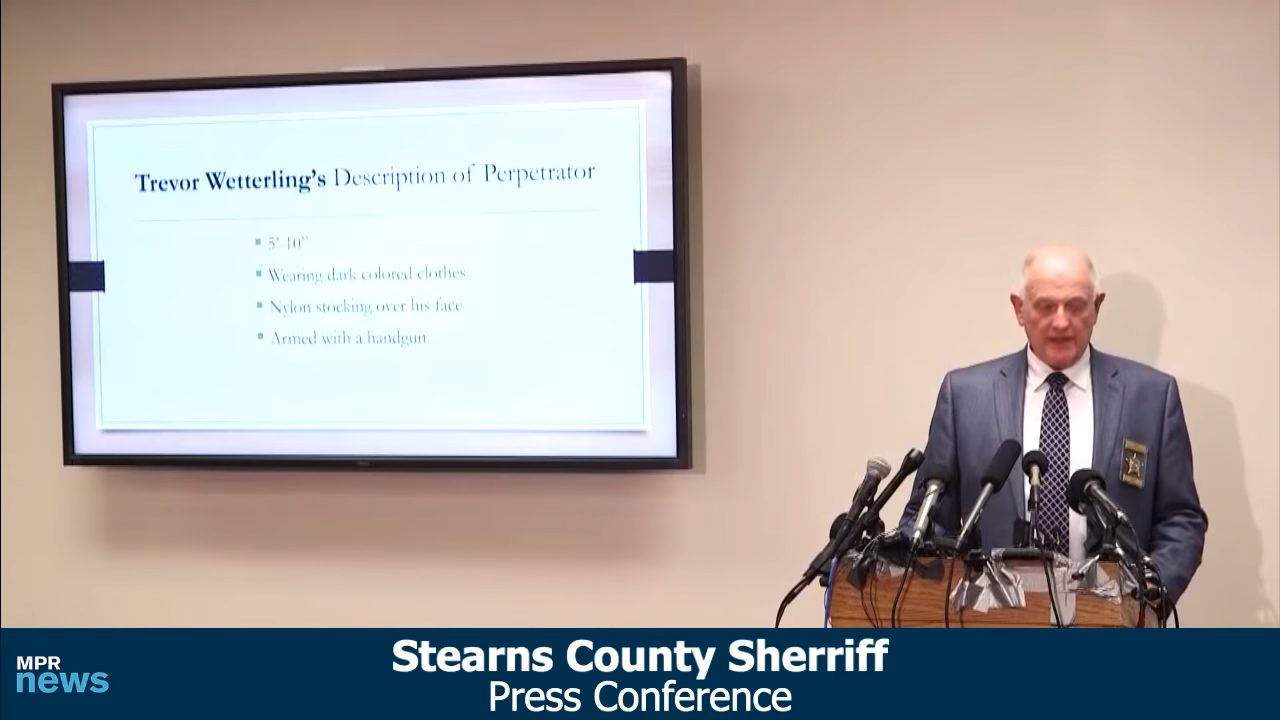 Trevor Wetterling's Description of Perpetrator
5' 10"
Wearing dark colored clothes
Nylon stocking over his face
Armed with a handgun
MPR
news
Stearns County Sherriff
Press Conference